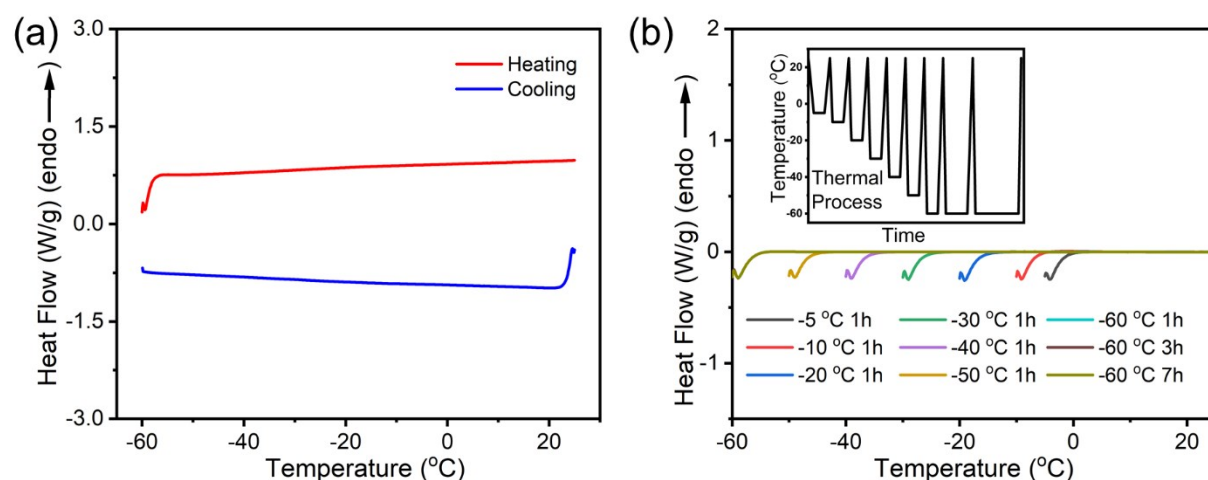 (a)
3.0
1.5
0.0
-1.5
-3.0
Heat Flow (W/g) (endo ⟶)
Heating
Cooling
-60
-40
-20
0
20
Temperature (°C)
(b)
2
1
0
-1
Heat Flow (W/g) (endo ⟶)
20
0
-20
-40
-60
Temperature (°C)
Thermal
Process
Time
-5 °C 1h
-30 °C 1h
-60 °C 1h
-10 °C 1h
-40 °C 1h
-60 °C 3h
-20 °C 1h
-50 °C 1h
-60 °C 7h
-60
-40
-20
0
20
Temperature (°C)